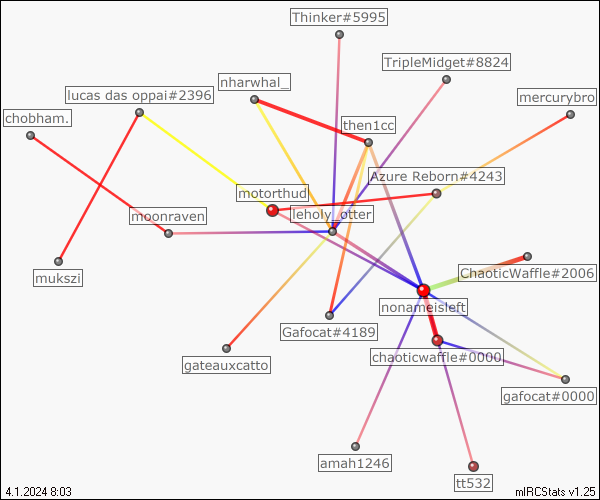 Thinker#5995
TripleMidget#8824
nharwhal_
lucas das oppai#2396
mercurybro
chobham.
then1cc
Azure Reborn#4243
motorthud
leholy_otter
moonraven
ChaoticWaffle#2006
mukszi
nonameisleft
Gafocat#4189
chaoticwaffle#0000
gateauxcatto
gafocat#0000
amah1246
tt532
4.1.2024 8:03
mIRCStats v1.25